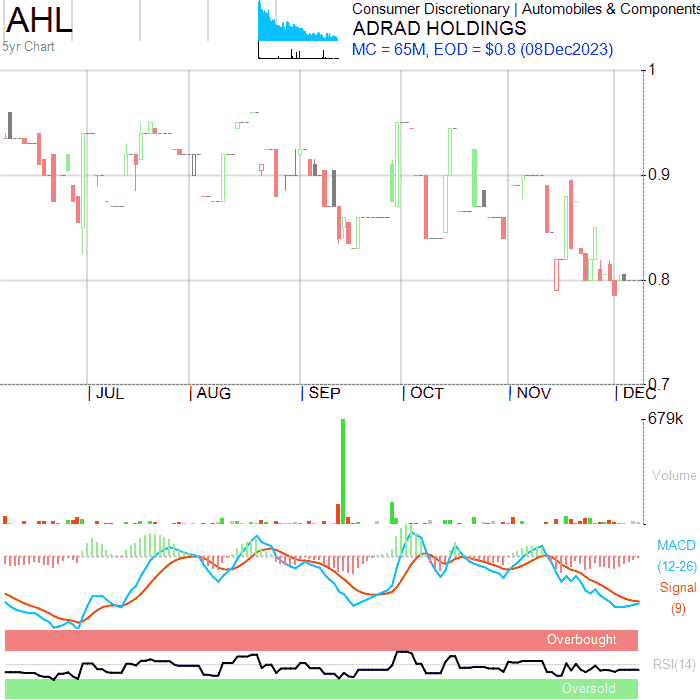 AHL
5yr Chart
Consumer Discretionary | Automobiles & Components
ADRAD HOLDINGS
MC = 65M, EOD = $0.8 (08Dec2023)
1
0.9
0.8
0.7
JUL
AUG
SEP
OCT
NOV
DEC
679k
Volume
MACD
(12-26)
Signal
(9)
Overbought
RSI(14)
Oversold